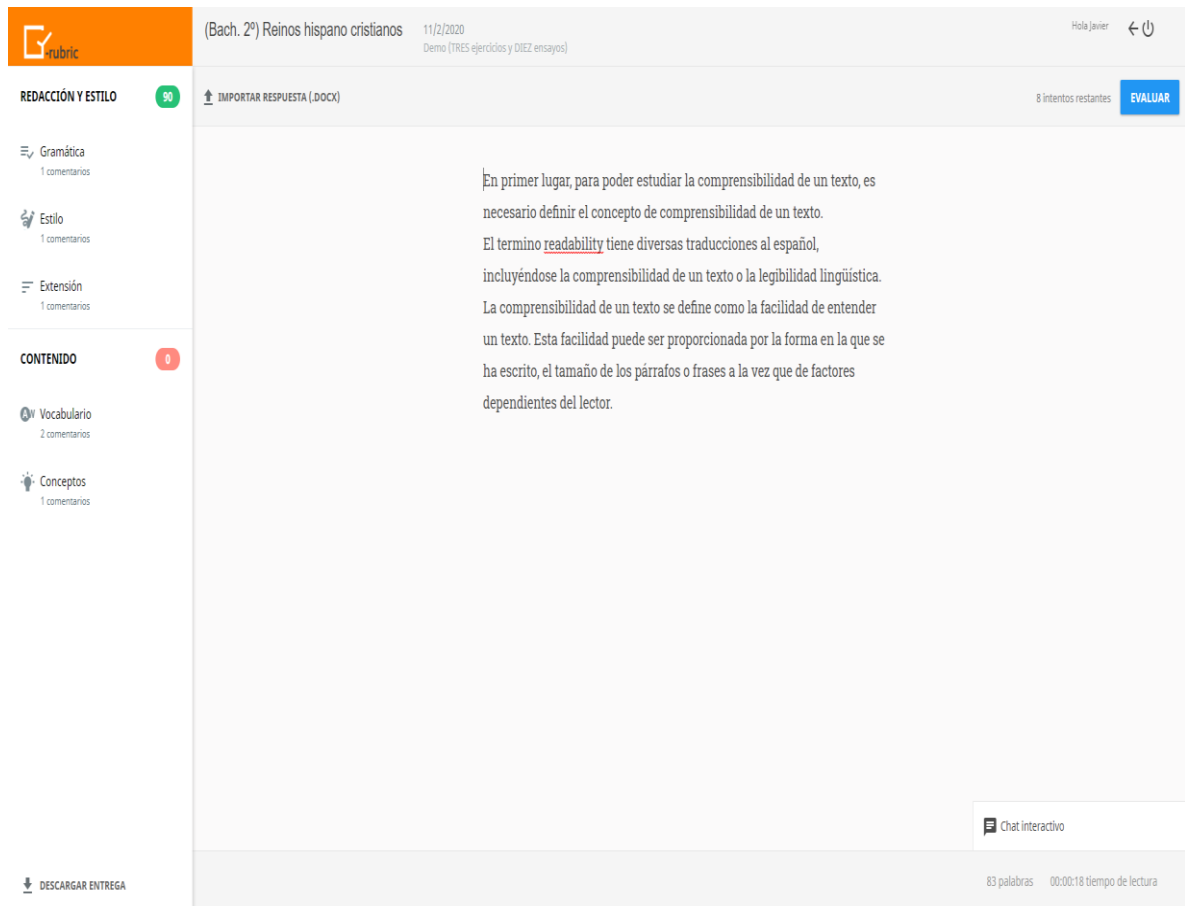 -rubric
(Bach. 2º) Reinos hispano cristianos
11/2/2020
Demo (TRES ejercicios y DIEZ ensayos)
Hola Javier
REDACCIÓN Y ESTILO
90
IMPORTAR RESPUESTA (.DOCX)
8 intentos restantes
EVALUAR
Gramática
1 comentarios
Estilo
1 comentarios
Extensión
1 comentarios
CONTENIDO
0
Vocabulario
2 comentarios
Conceptos
1 comentarios
En primer lugar, para poder estudiar la comprensibilidad de un texto, es
necesario definir el concepto de comprensibilidad de un texto.
El termino readability tiene diversas traducciones al español,
incluyéndose la comprensibilidad de un texto o la legibilidad lingüística.
La comprensibilidad de un texto se define como la facilidad de entender
un texto. Esta facilidad puede ser proporcionada por la forma en la que se
ha escrito, el tamaño de los párrafos o frases a la vez que de factores
dependientes del lector.
Chat interactivo
DESCARGAR ENTREGA
83 palabras
00:00:18 tiempo de lectura